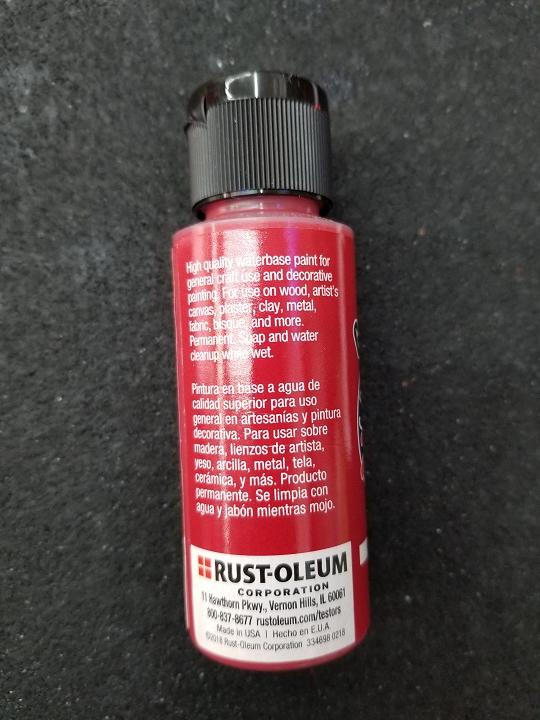 High quality waterbase paint for
general craft use and decorative
painting. For use on wood, artist's
canvas, plaster, clay, metal,
fabric, bisque, and more.
Permanent. Soap and water
cleanup while wet.
Pintura en base a agua de
calidad superior para uso
general en artesanías y pintura
decorativa. Para usar sobre
madera, lienzos de artista,
yeso, arcilla, metal, tela,
cerámica, y más. Producto
permanente. Se limpia con
agua y jabón mientras mojo.
RUST-OLEUM
CORPORATION
11 Hawthorn Pkwy., Vernon Hills, IL 60061
800-837-8677 rustoleum.com/testors
Made in USA | Hecho en E.U.A.
©2018 Rust-Oleum Corporation 334698 0218